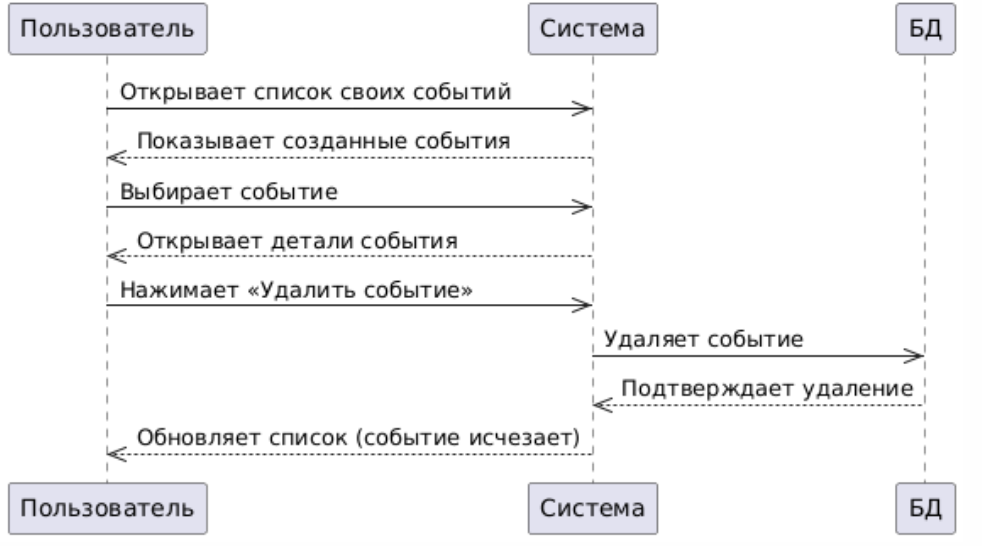 Пользователь Система БД
Открывает список своих событий
Показывает созданные события
Выбирает событие
Открывает детали события
Нажимает «Удалить событие»
Удаляет событие
Подтверждает удаление
Обновляет список (событие исчезает)
Пользователь Система БД